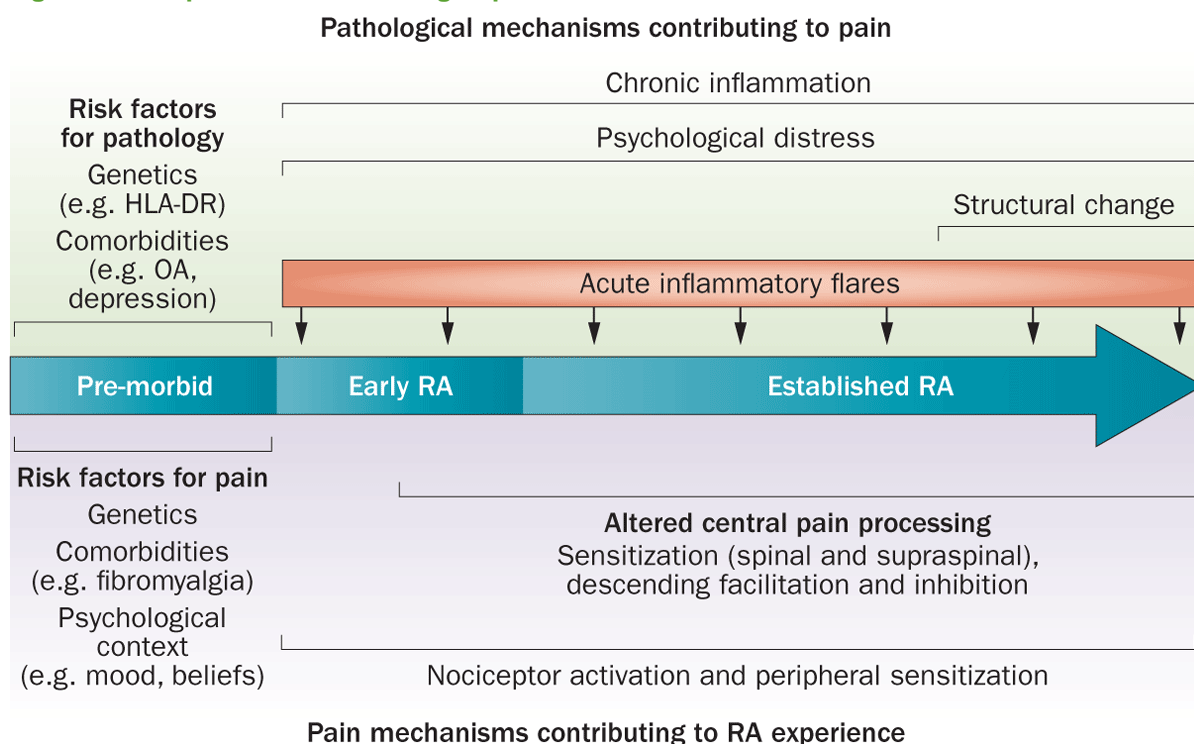 Pathological mechanisms contributing to pain
Chronic inflammation
Risk factors
for pathology
Psychological distress
Genetics
(e.g. HLA-DR)
Structural change
Comorbidities
(e.g. OA,
depression)
Acute inflammatory flares
Pre-morbid
Early RA
Established RA
Risk factors for pain
Genetics
Comorbidities
(e.g. fibromyalgia)
Psychological
context
(e.g. mood, beliefs)
Altered central pain processing
Sensitization (spinal and supraspinal),
descending facilitation and inhibition
Nociceptor activation and peripheral sensitization
Pain mechanisms contributing to RA experience